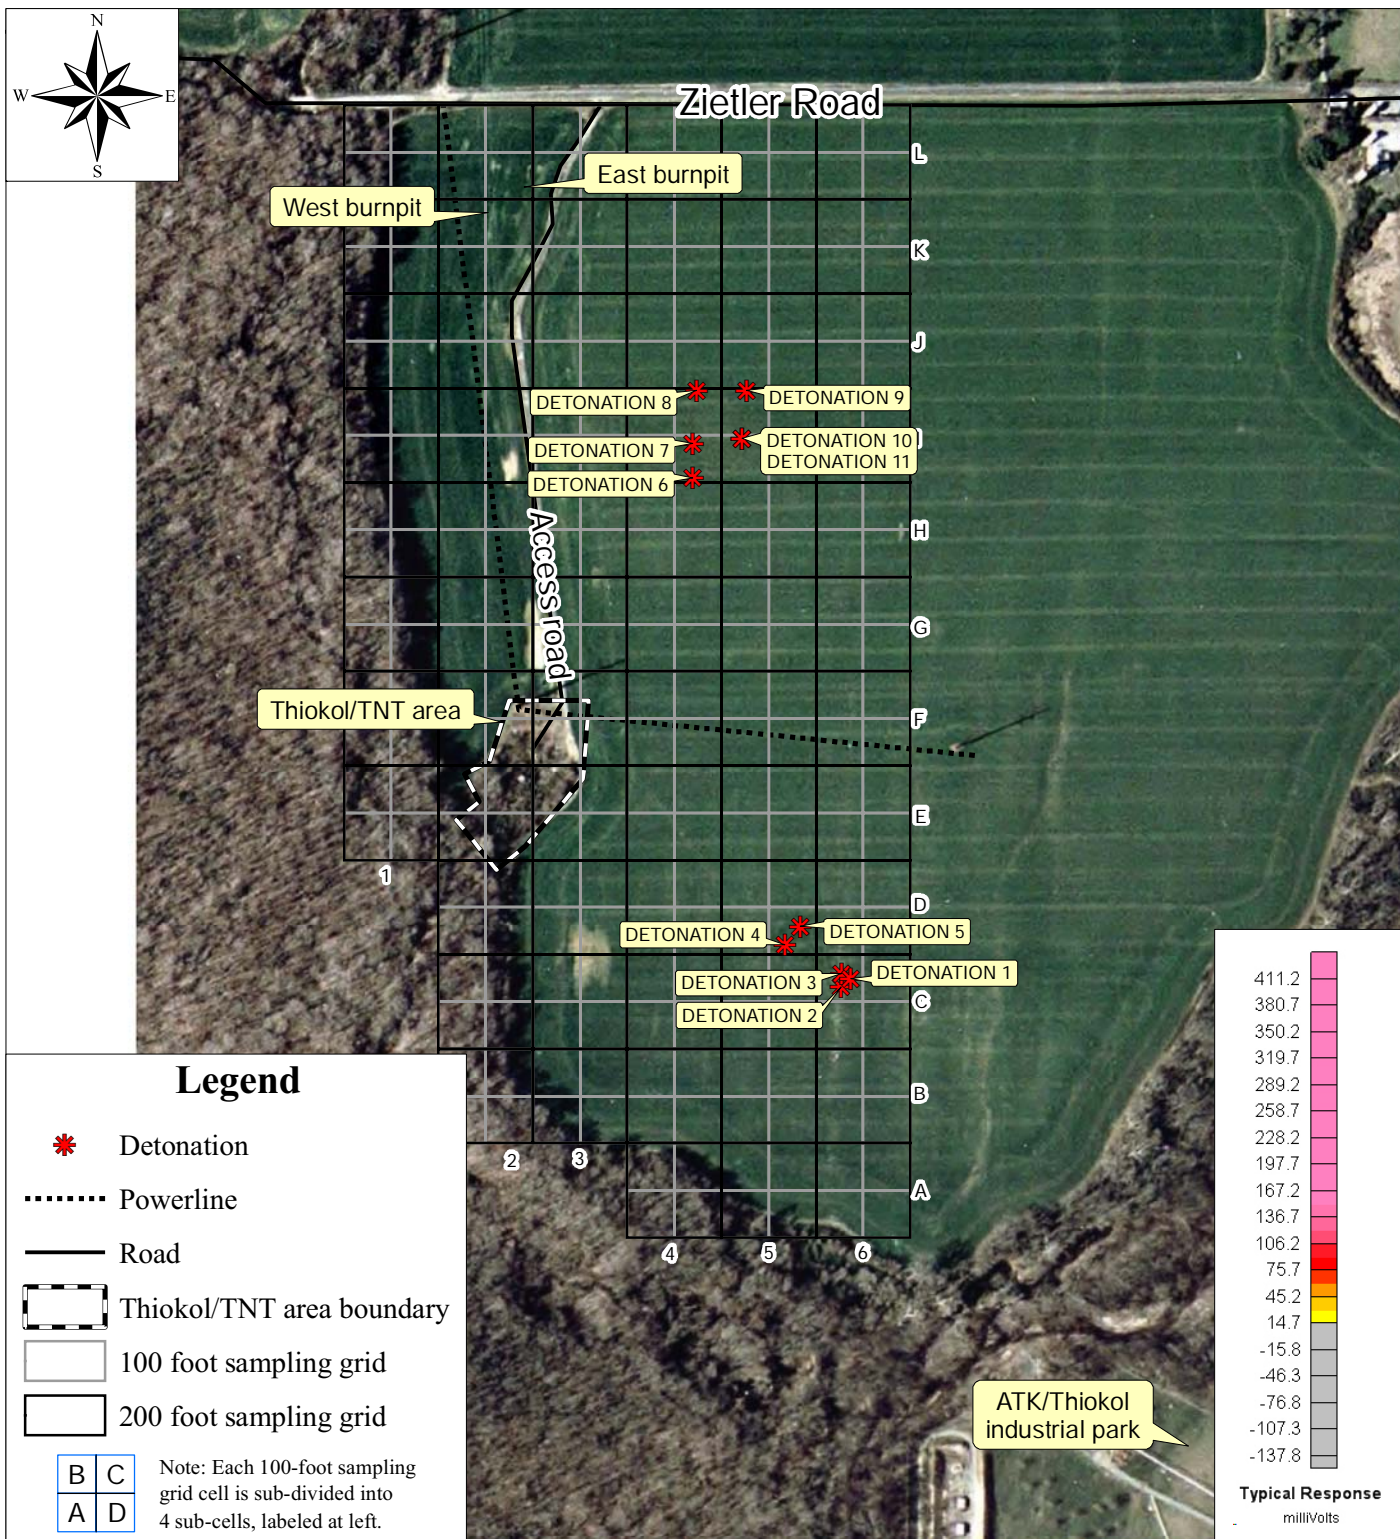 N
W
E
S
Zietler Road
L
East burnpit
West burnpit
K
J
DETONATION 8
DETONATION 9
DETONATION 7
DETONATION 10
DETONATION 11
DETONATION 6
H
Access road
G
Thiokol/TNT area
F
E
1
D
DETONATION 4
DETONATION 5
DETONATION 3
DETONATION 1
C
DETONATION 2
B
2
3
A
4
5
6
Legend
Detonation
Powerline
Road
Thiokol/TNT area boundary
100 foot sampling grid
200 foot sampling grid
B C
A D
Note: Each 100-foot sampling
grid cell is sub-divided into
4 sub-cells, labeled at left.
ATK/Thiokol
industrial park
411.2
380.7
350.2
319.7
289.2
258.7
228.2
197.7
167.2
136.7
106.2
75.7
45.2
14.7
-15.8
-46.3
-76.8
-107.3
-137.8
Typical Response
milliVolts